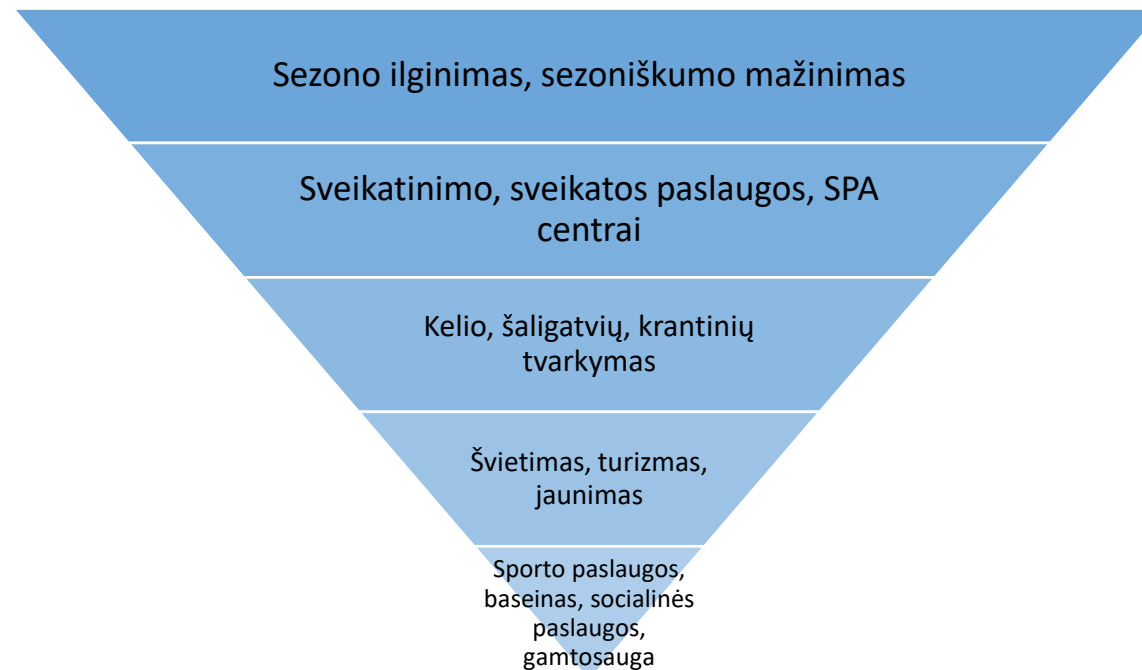 Sezono ilginimas, sezoniškumo mažinimas
Sveikatinimo, sveikatos paslaugos, SPA
centrai
Kelio, šaligatvių, krantinių
tvarkymas
Švietimas, turizmas,
jaunimas
Sporto paslaugos,
baseinas, socialinės
paslaugos,
gamtosauga